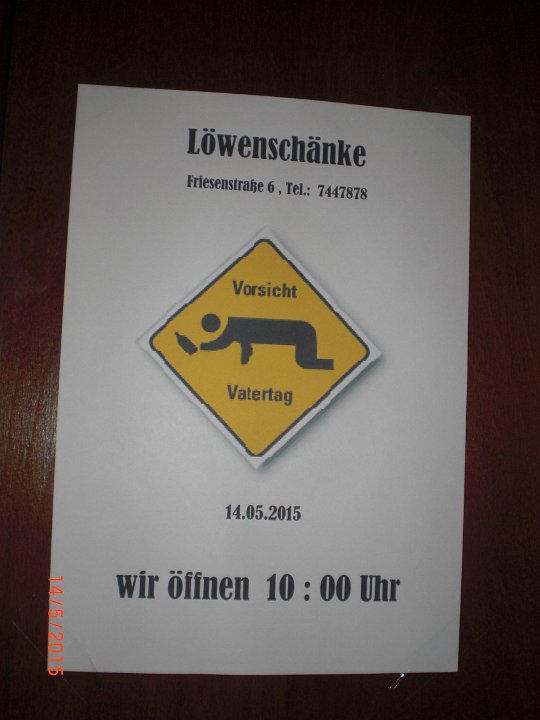 Löwenschänke
Friesenstraße 6 , Tel.: 7447878
Vorsicht
Vatertag
14.05.2015
wir öffnen 10 : 00 Uhr
14/5/2015